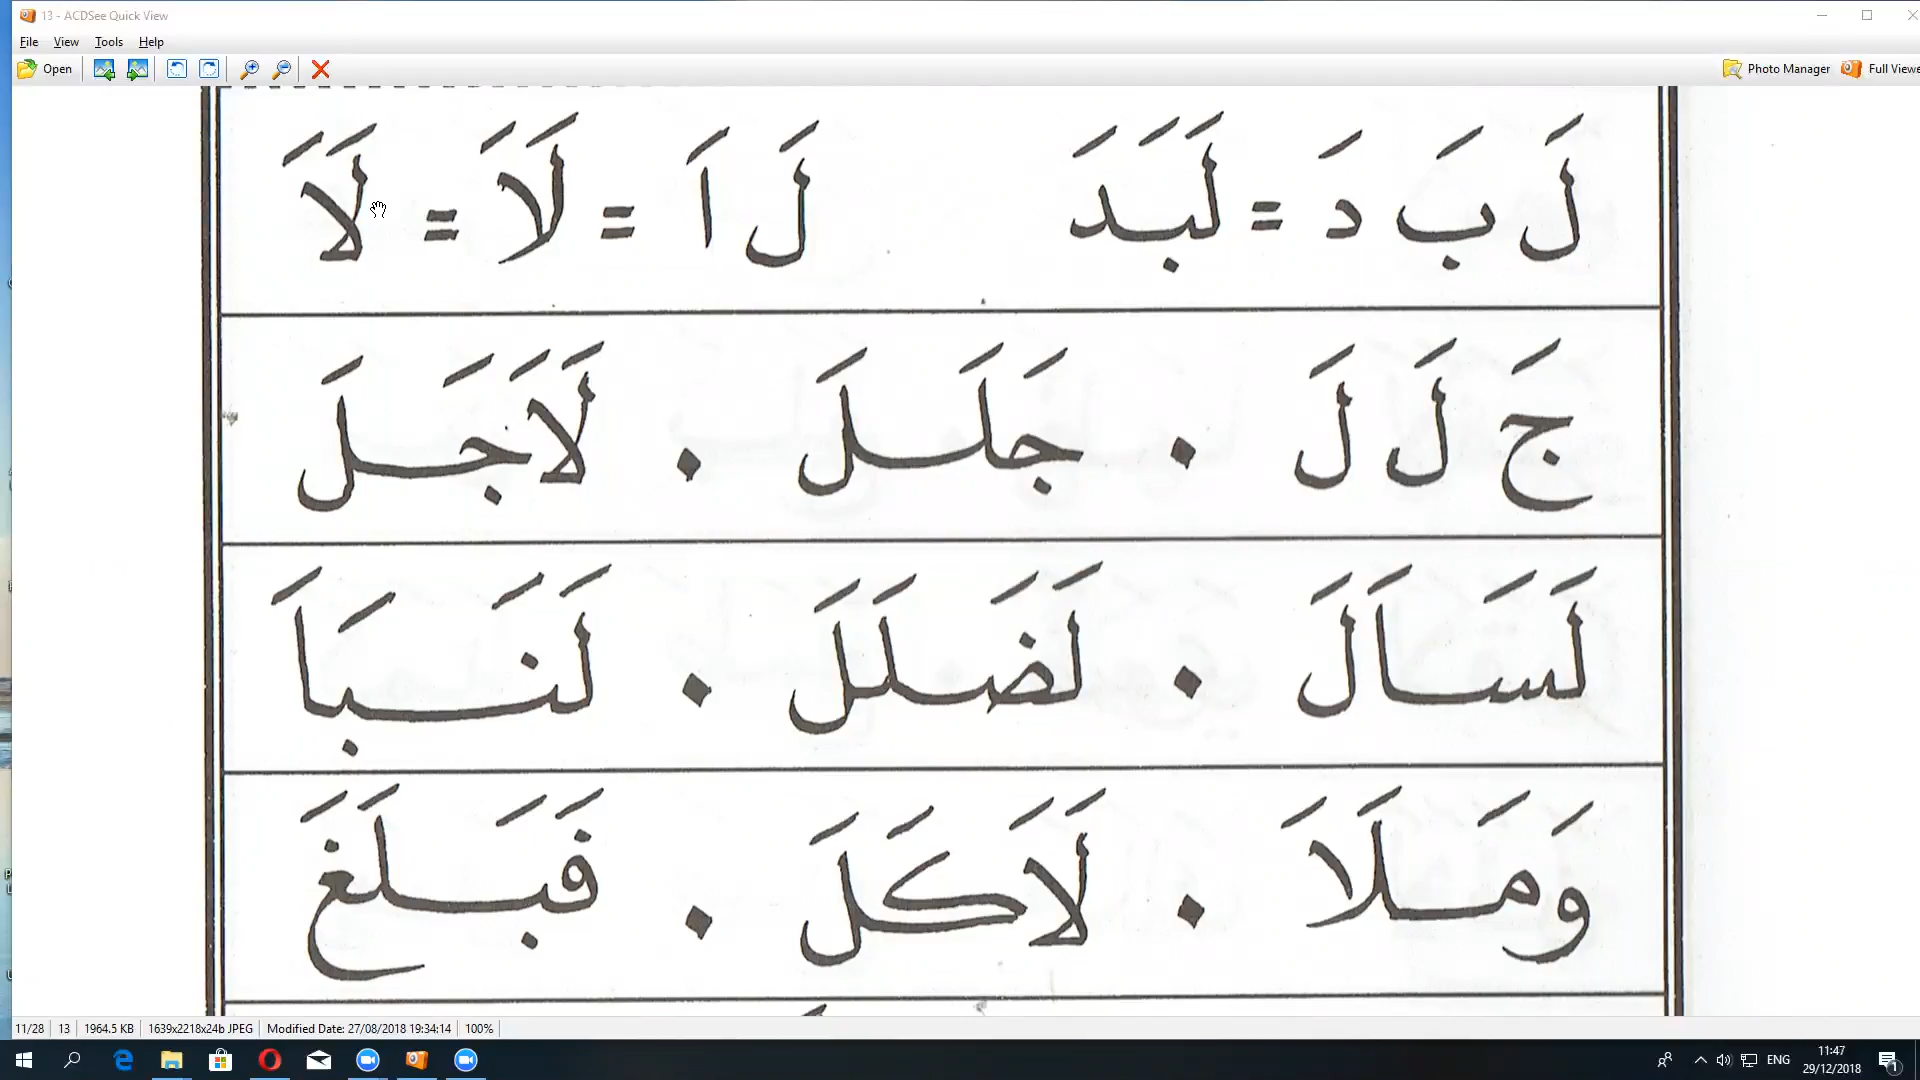 13 - ACDSee Quick View
File View Tools Help
Open Photo Manager Full Viewe
لَ بَ دَ = لَبَدَ لَ اَ = لَاَ = لَاَ
جَ لَ لَ . جَلَلَ . لَاَجَلَ
لَسَاَلَ . لَضَلَلَ . لَنَبَاَ
وَمَلَاَ . لَاَكَلَ . فَبَلَغَ
11/28 13 1964.5 KB 1639x2218x24b JPEG Modified Date: 27/08/2018 19:34:14 100%
ENG 11:47
29/12/2018 1